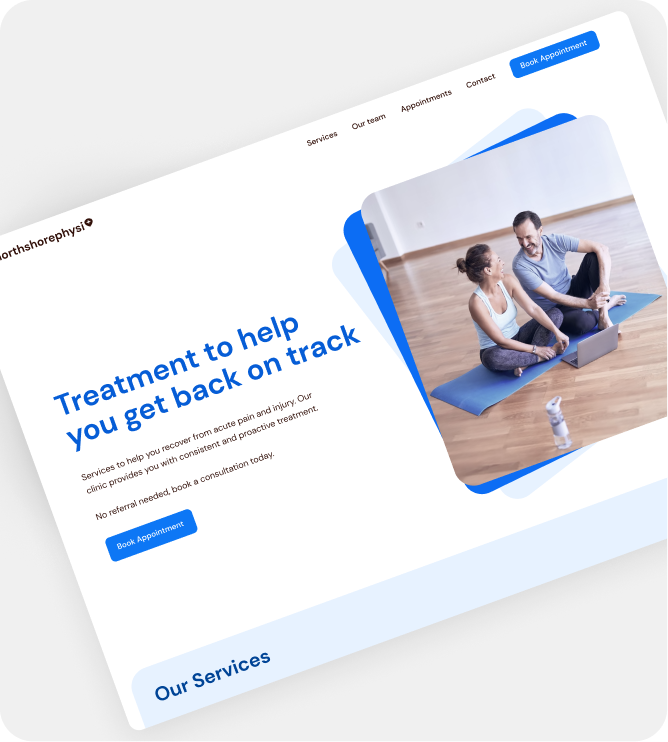 Services Our team Appointments Contact Book Appointment
northshorephysi
Treatment to help
you get back on track
Services to help you recover from acute pain and injury. Our
clinic provides you with consistent and proactive treatment.
No referral needed, book a consultation today.
Book Appointment
Our Services